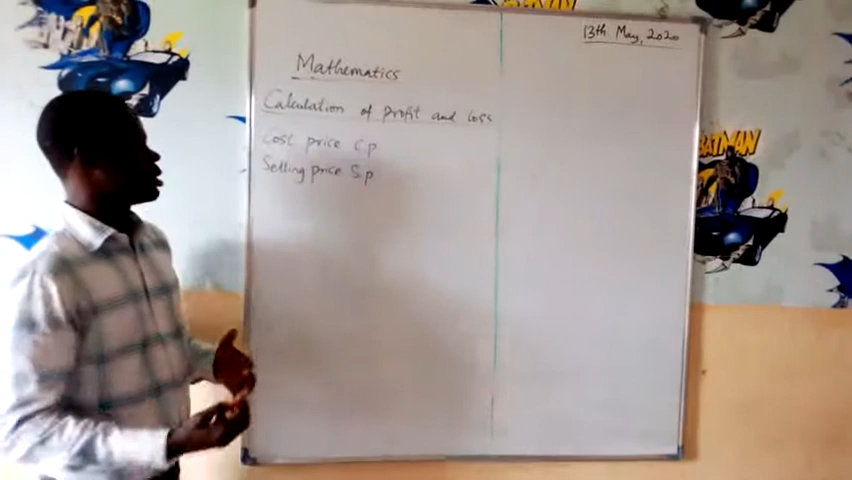 13th May, 2020
Mathematics
Calculation of profit and loss
Cost price C.p
Selling price S.p
BATMAN